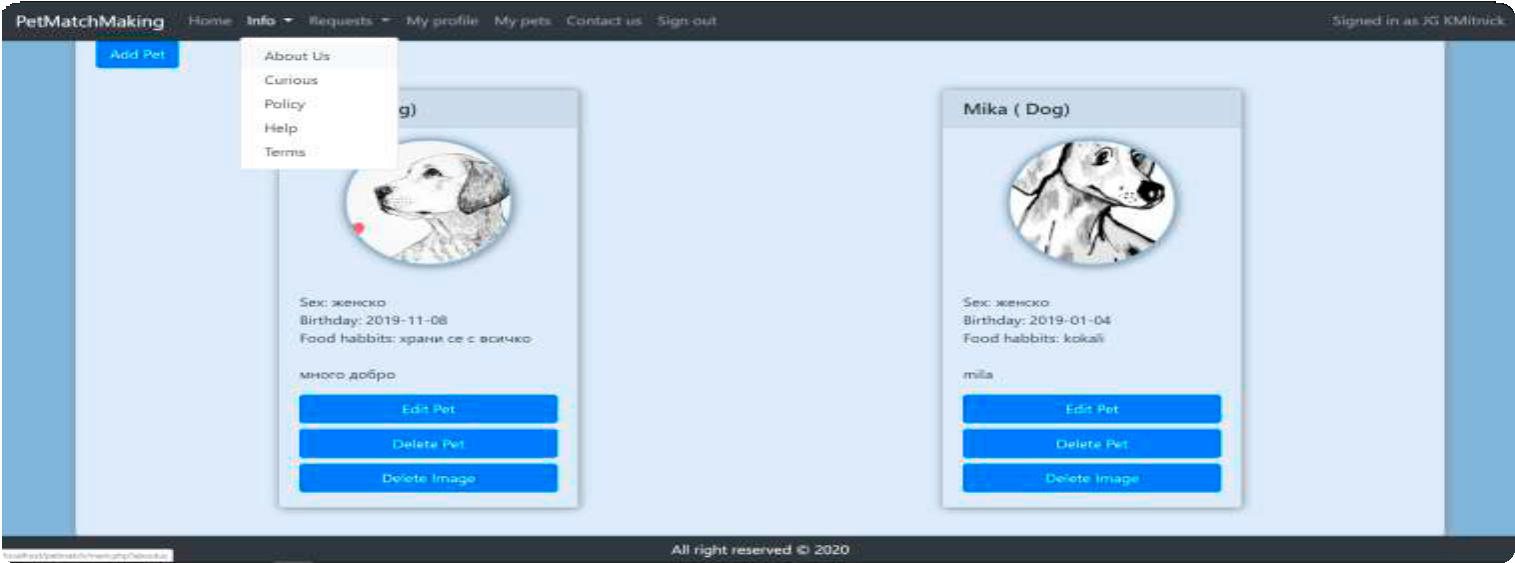 PetMatchMaking Home Info Requests My profile My pets Contact us Sign out Signed in as JG KMitnick
Add Pet
About Us
Curious
Policy
Help
Terms
g)
Sex: женско
Birthday: 2019-11-08
Food habbits: храни се с всичко
много добро
Edit Pet
Delete Pet
Delete Image
Mika ( Dog)
Sex: женско
Birthday: 2019-01-04
Food habbits: kokali
mila
Edit Pet
Delete Pet
Delete Image
All right reserved © 2020